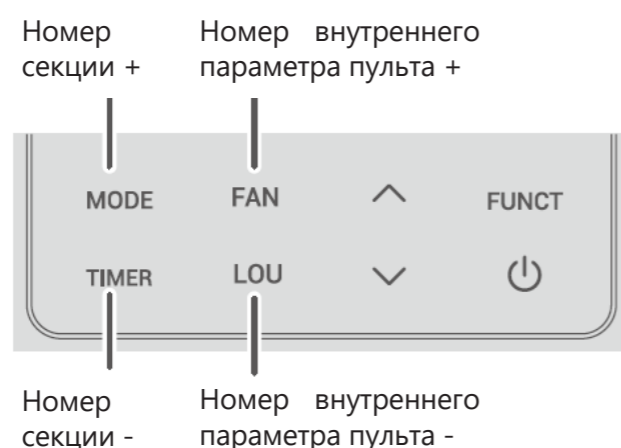 Номер
секции +
Номер внутреннего
параметра пульта +
MODE FAN FUNCT
TIMER LOU
Номер
секции -
Номер внутреннего
параметра пульта -